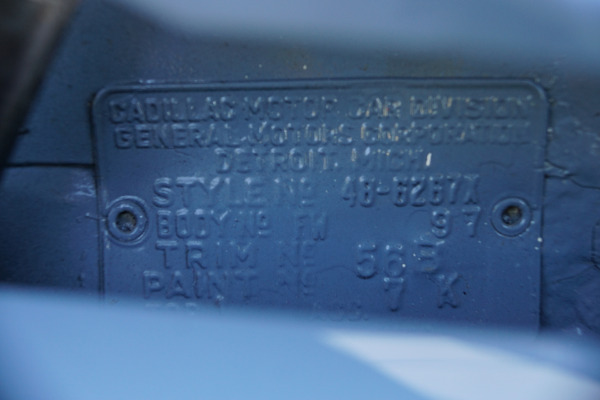 CADILLAC MOTOR CAR DIVISION
GENERAL MOTORS CORPORATION
DETROIT, MICH.
STYLE Nº 48-6267X
BODY Nº FW 97
TRIM Nº 56B
PAINT Nº 7 X